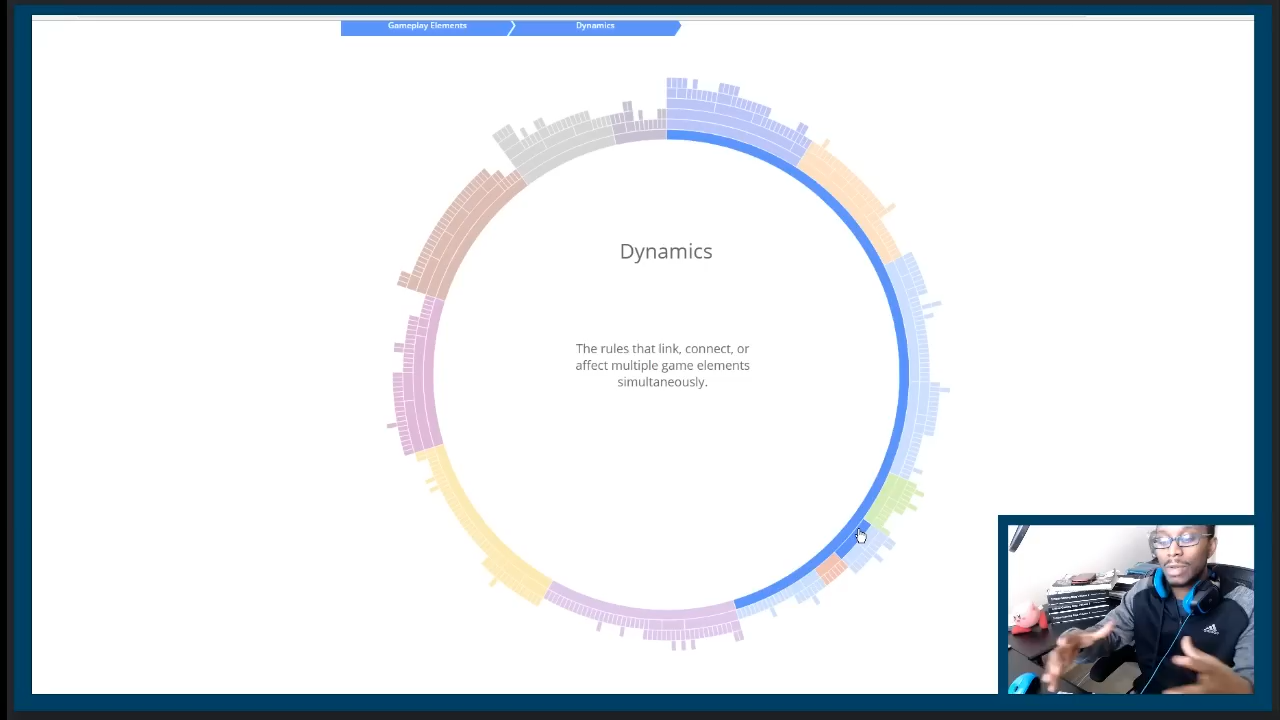 Gameplay Elements
Dynamics
Dynamics
The rules that link, connect, or
affect multiple game elements
simultaneously.